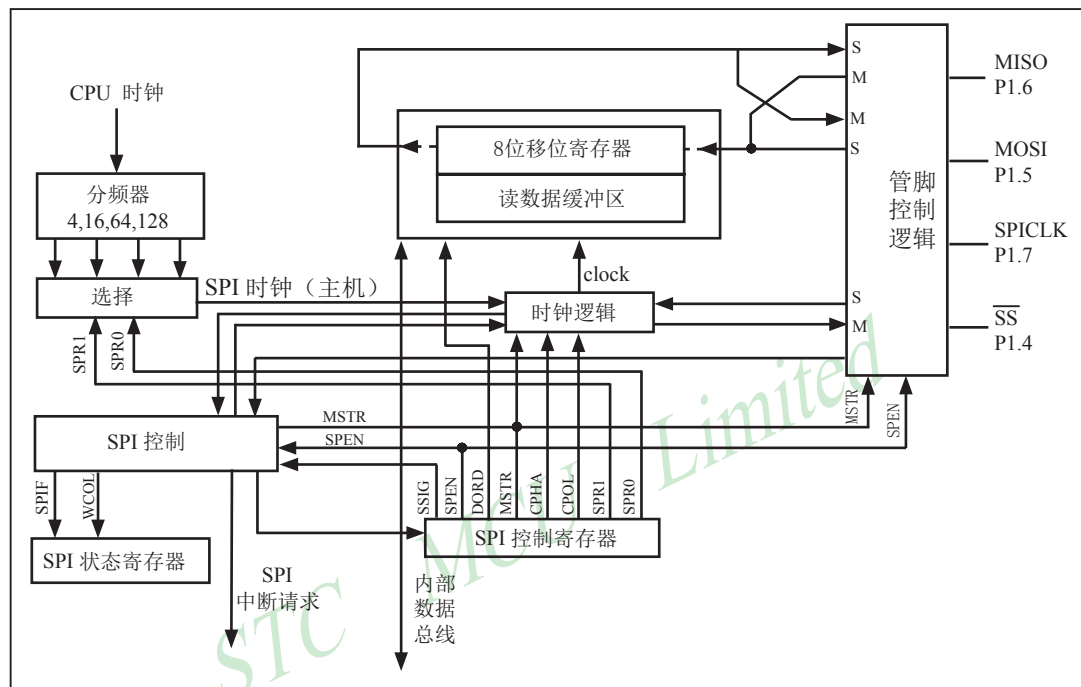 CPU 时钟
分频器
4,16,64,128
选择
SPR1
SPR0
SPI 时钟（主机）
8位移位寄存器
读数据缓冲区
clock
时钟逻辑
S
M
M
S
S
M
管脚
控制
逻辑
MISO
P1.6
MOSI
P1.5
SPICLK
P1.7
SS
P1.4
MSTR
SPEN
MSTR
SPEN
SPI 控制
SPIF
WCOL
SPI 状态寄存器
SPI
中断请求
SSIG
SPEN
DORD
MSTR
CPHA
CPOL
SPR1
SPR0
SPI 控制寄存器
内部
数据
总线
STC MCU Limited